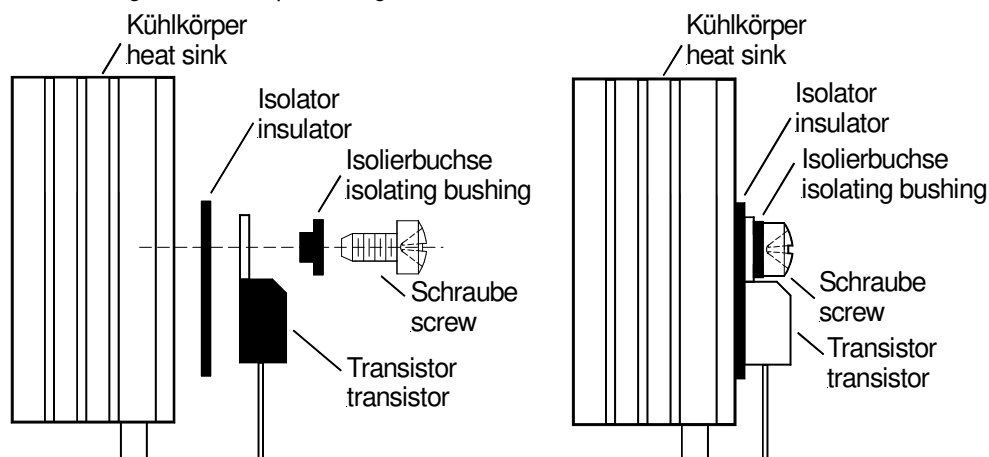 Kühlkörper
heat sink
Isolator
insulator
Isolierbuchse
isolating bushing
Schraube
screw
Transistor
transistor
Kühlkörper
heat sink
Isolator
insulator
Isolierbuchse
isolating bushing
Schraube
screw
Transistor
transistor